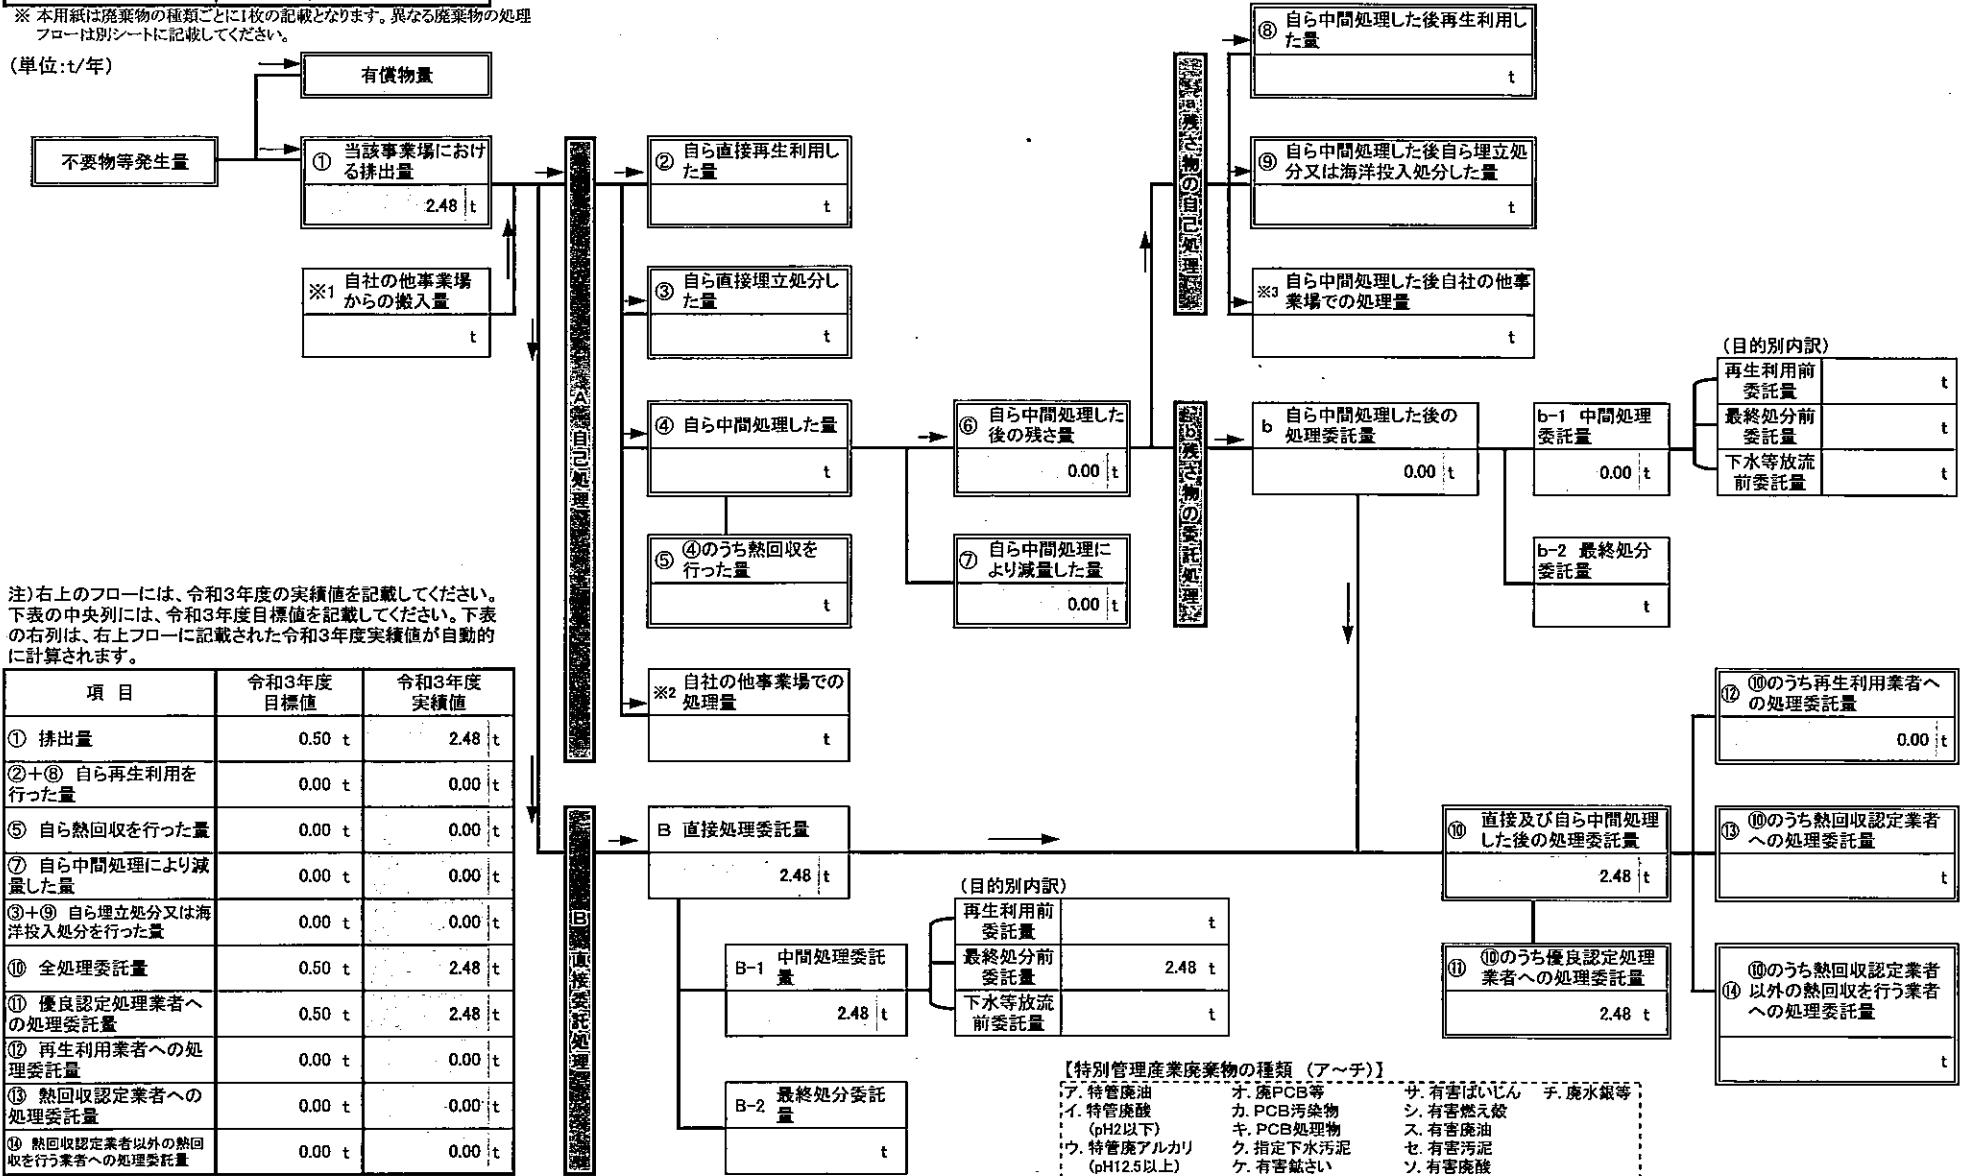 ※ 本用紙は廃棄物の種類ごとに1枚の記載となります。異なる廃棄物の処理
フローは別シートに記載してください。
(単位:t/年)
有償物量
不要物等発生量
① 当該事業場におけ
る排出量
2.48 t
※1 自社の他事業場
からの搬入量
t
A 自己処理
② 自ら直接再生利用し
た量
t
③ 自ら直接埋立処分し
た量
t
④ 自ら中間処理した量
t
⑤ ④のうち熱回収を
行った量
t
※2 自社の他事業場での
処理量
t
⑥ 自ら中間処理した
後の残さ量
0.00 t
⑦ 自ら中間処理に
より減量した量
0.00 t
a 残さ物の自己処理
⑧ 自ら中間処理した後再生利用し
た量
t
⑨ 自ら中間処理した後自ら埋立処
分又は海洋投入処分した量
t
※3 自ら中間処理した後自社の他事
業場での処理量
t
b 残さ物の委託処理
b 自ら中間処理した後の
処理委託量
0.00 t
b-1 中間処理
委託量
0.00 t
(目的別内訳)
再生利用前
委託量
t
最終処分前
委託量
t
下水等放流
前委託量
t
b-2 最終処分
委託量
t
注)右上のフローには、令和3年度の実績値を記載してください。
下表の中央列には、令和3年度目標値を記載してください。下表
の右列は、右上フローに記載された令和3年度実績値が自動的
に計算されます。
項 目 令和3年度 目標値 令和3年度 実績値
① 排出量 0.50 t 2.48 t
②+⑧ 自ら再生利用を
行った量 0.00 t 0.00 t
⑤ 自ら熱回収を行った量 0.00 t 0.00 t
⑦ 自ら中間処理により減
量した量 0.00 t 0.00 t
③+⑨ 自ら埋立処分又は海
洋投入処分を行った量 0.00 t 0.00 t
⑩ 全処理委託量 0.50 t 2.48 t
⑪ 優良認定処理業者へ
の処理委託量 0.50 t 2.48 t
⑫ 再生利用業者への処
理委託量 0.00 t 0.00 t
⑬ 熱回収認定業者への
処理委託量 0.00 t 0.00 t
⑭ 熱回収認定業者以外の熱回
収を行う業者への処理委託量 0.00 t 0.00 t
B 直接委託処理
B 直接処理委託量
2.48 t
B-1 中間処理委託
量
2.48 t
(目的別内訳)
再生利用前
委託量
t
最終処分前
委託量
2.48 t
下水等放流
前委託量
t
B-2 最終処分委託
量
t
⑩ 直接及び自ら中間処理
した後の処理委託量
2.48 t
⑪ ⑩のうち優良認定処理
業者への処理委託量
2.48 t
⑫ ⑩のうち再生利用業者へ
の処理委託量
0.00 t
⑬ ⑩のうち熱回収認定業者
への処理委託量
t
⑭ ⑩のうち熱回収認定業者
以外の熱回収を行う業者
への処理委託量
t
【特別管理産業廃棄物の種類 (ア~チ)】
ア. 特管廃油 オ. 廃PCB等 サ. 有害ばいじん チ. 廃水銀等
イ. 特管廃酸 カ. PCB汚染物 シ. 有害燃え殻
(pH2以下) キ. PCB処理物 ス. 有害廃油
ウ. 特管廃アルカリ ク. 指定下水汚泥 セ. 有害汚泥
(pH12.5以上) ケ. 有害鉱さい ソ. 有害廃酸